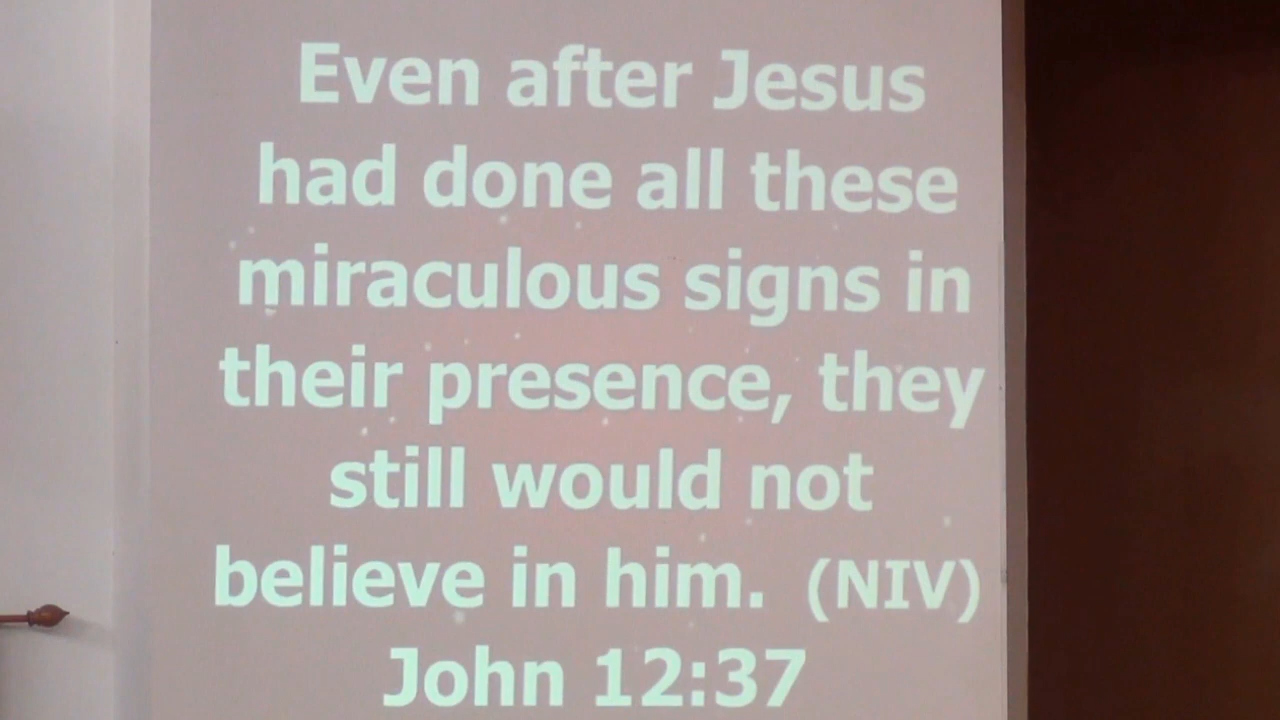 Even after Jesus
had done all these
miraculous signs in
their presence, they
still would not
believe in him. (NIV)
John 12:37